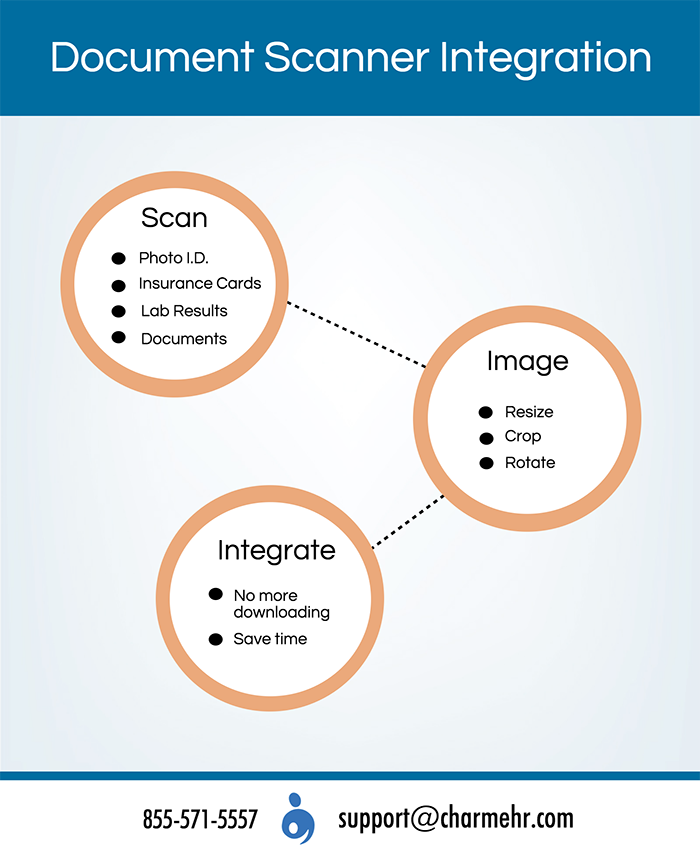 Document Scanner Integration
Scan
Photo I.D.
Insurance Cards
Lab Results
Documents
Image
Resize
Crop
Rotate
Integrate
No more
downloading
Save time
855-571-5557 support@charmehr.com